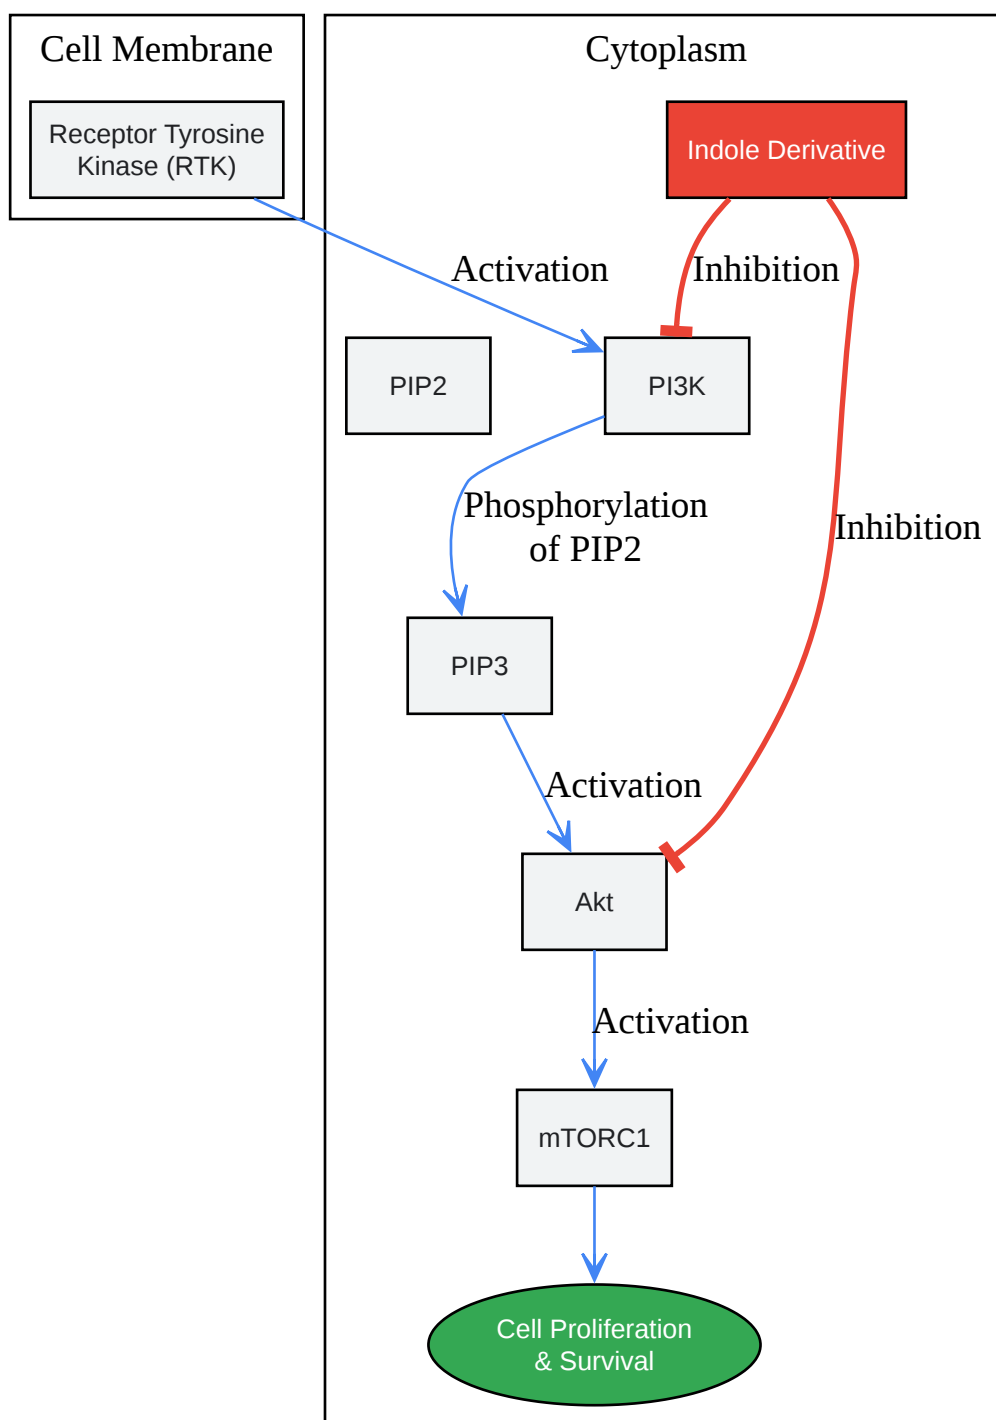 Cell Membrane
Cytoplasm
Receptor Tyrosine
Kinase (RTK)
Indole Derivative
Activation
Inhibition
PIP2
PI3K
Phosphorylation
of PIP2
Inhibition
PIP3
Activation
Akt
Activation
mTORC1
Cell Proliferation
& Survival